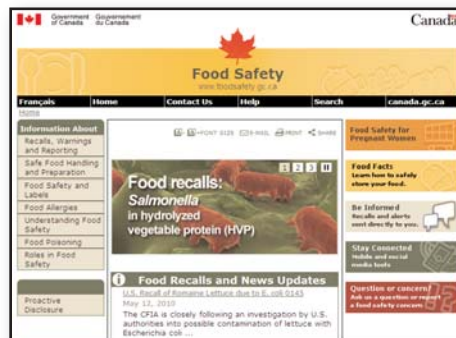 Government
of Canada
Gouvernement
du Canada
Canada
Food Safety
www.foodsafety.gc.ca
Français
Home
Contact Us
Help
Search
canada.gc.ca
Home
Information About
Recalls, Warnings
and Reporting
Safe Food Handling
and Preparation
Food Safety and
Labels
Food Allergies
Understanding Food
Safety
Food Poisoning
Roles in Food
Safety
Proactive
Disclosure
FONT SIZE
E-MAIL
PRINT
SHARE
1 2 3
Food recalls:
Salmonella
in hydrolyzed
vegetable protein (HVP)
Food Recalls and News Updates
U.S. Recall of Romaine Lettuce due to E. coli O145
May 12, 2010
The CFIA is closely following an investigation by U.S.
authorities into possible contamination of lettuce with
Escherichia coli ...
Food Safety for
Pregnant Women
Food Facts
Learn how to safely
store your food.
Be Informed
Recalls and alerts
sent directly to you.
Stay Connected
Mobile and social
media tools
Question or concern?
Ask us a question or report
a food safety concern